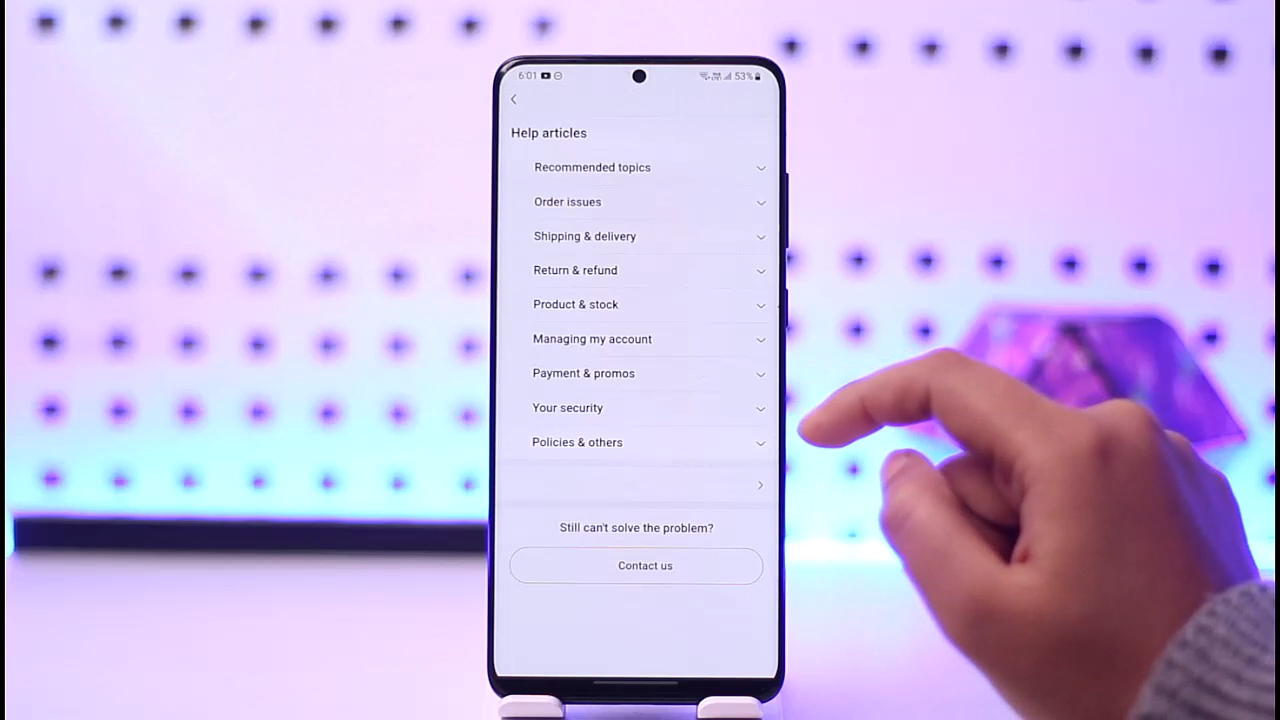 6:01 53%
Help articles
Recommended topics
Order issues
Shipping & delivery
Return & refund
Product & stock
Managing my account
Payment & promos
Your security
Policies & others
Still can't solve the problem?
Contact us